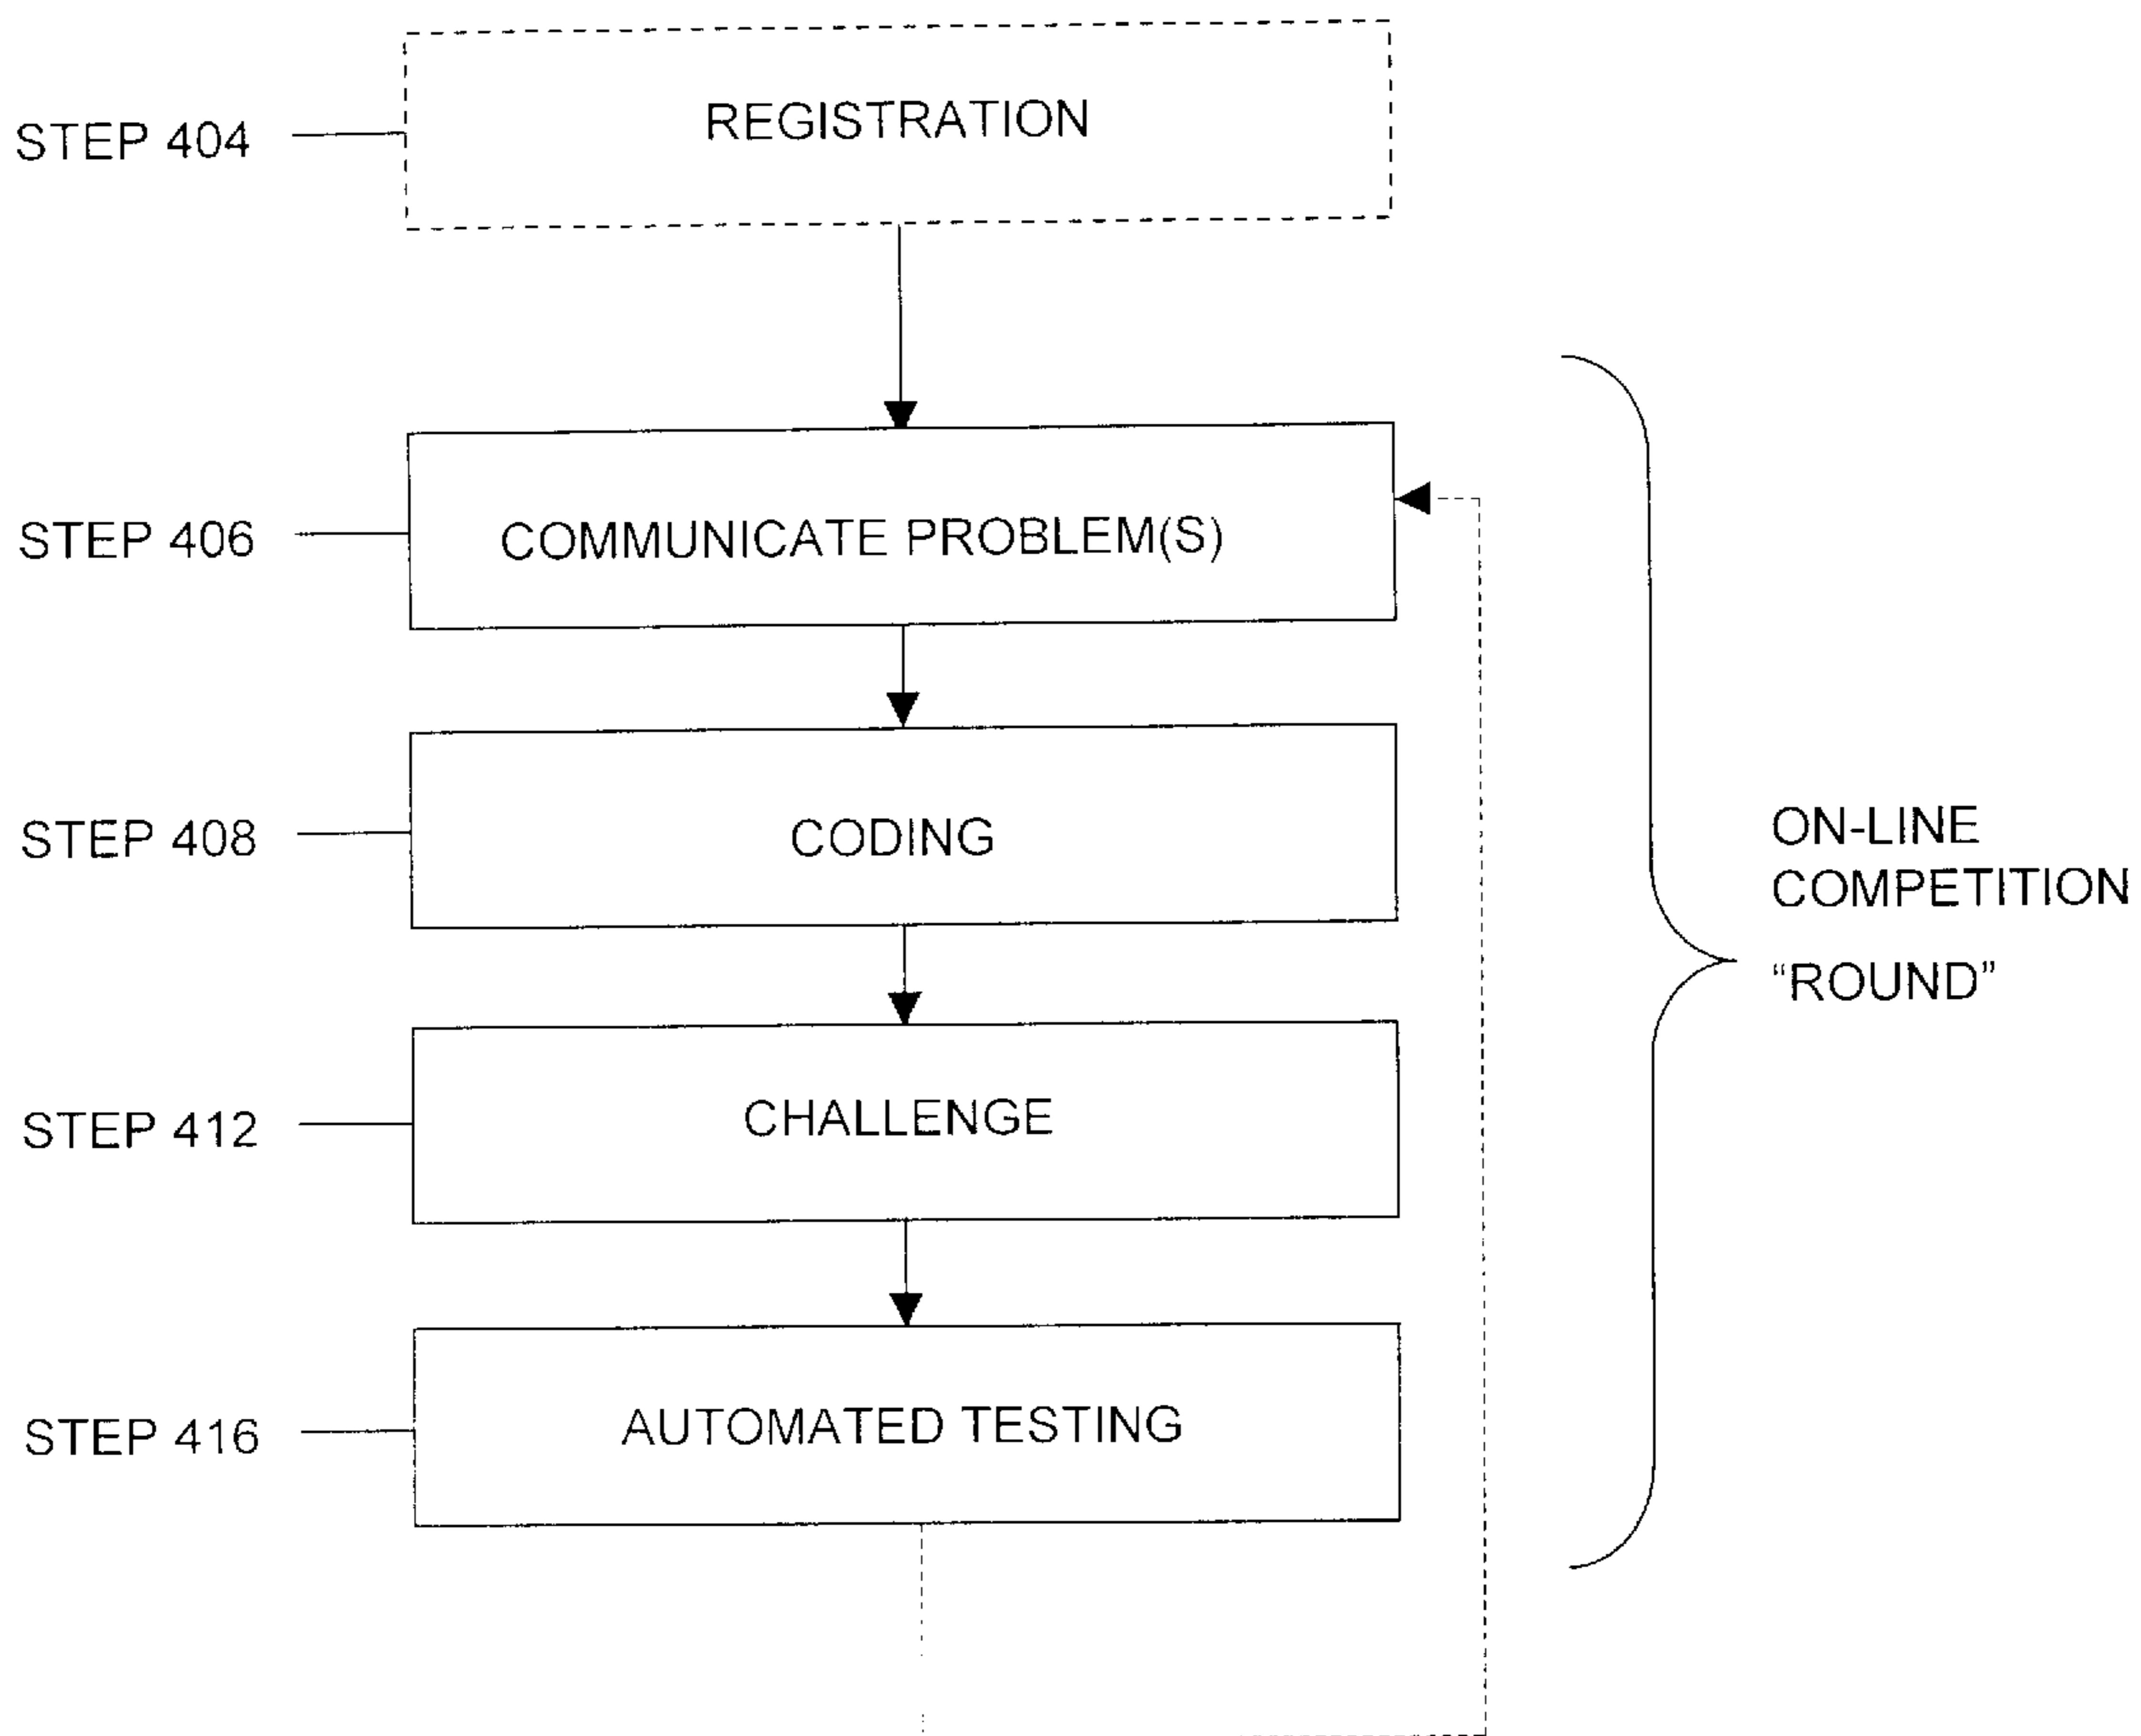 STEP 404
REGISTRATION
STEP 406
COMMUNICATE PROBLEM(S)
STEP 408
CODING
STEP 412
CHALLENGE
STEP 416
AUTOMATED TESTING
ON-LINE
COMPETITION
“ROUND”